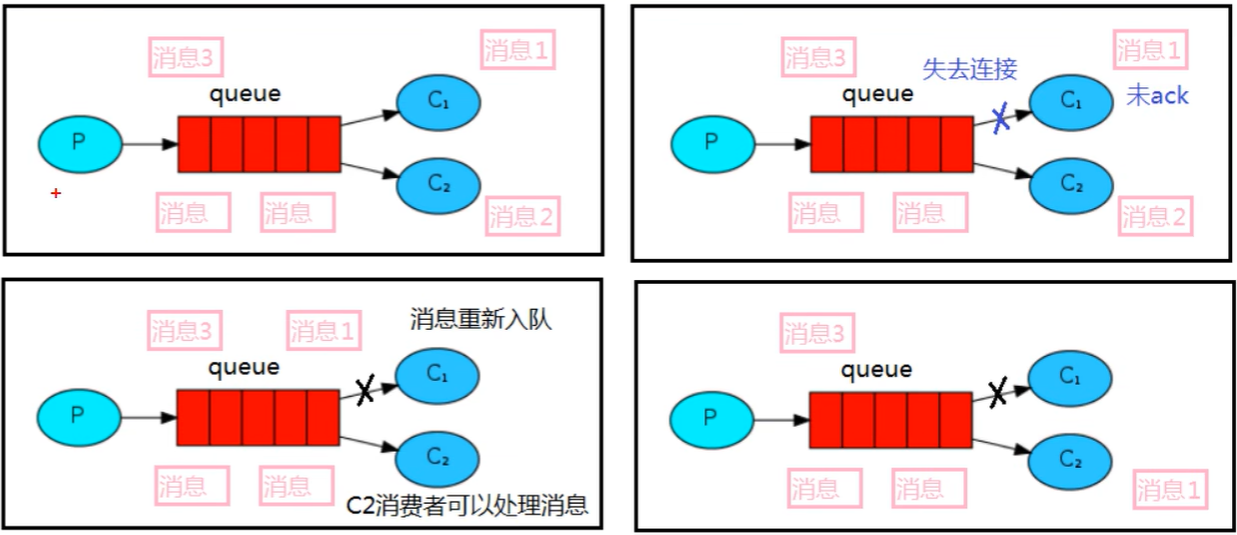 消息3
消息1
queue
C₁
P
C₂
消息
消息
消息2
消息3
失去连接
消息1
queue
C₁
未ack
P
C₂
消息
消息
消息2
消息3
消息1
消息重新入队
queue
C₁
P
C₂
消息
消息
C2消费者可以处理消息
消息3
queue
C₁
P
C₂
消息
消息
消息1